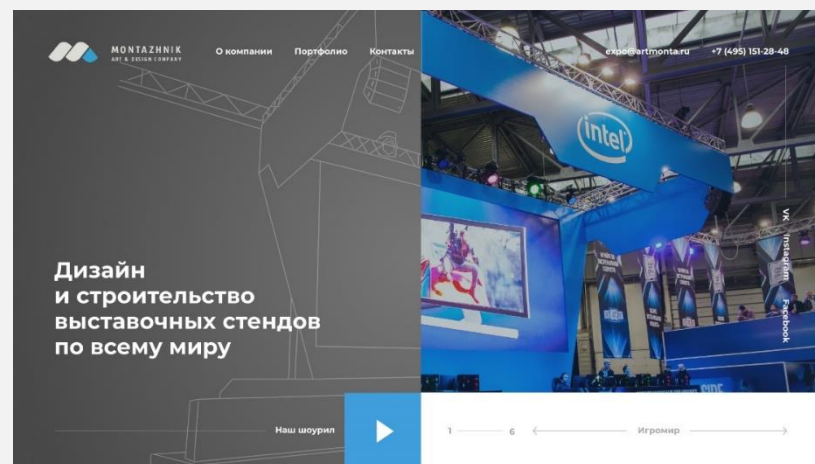 MONTAZHNIK
ART & DESIGN COMPANY
О компании Портфолио Контакты
expo@artmonta.ru +7 (495) 151-28-48
intel
VK Instagram Facebook
Дизайн
и строительство
выставочных стендов
по всему миру
SIDE
Наш шоурил
1 6 Игромир